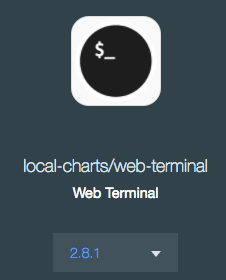 $_
local-charts/web-terminal
Web Terminal
2.8.1